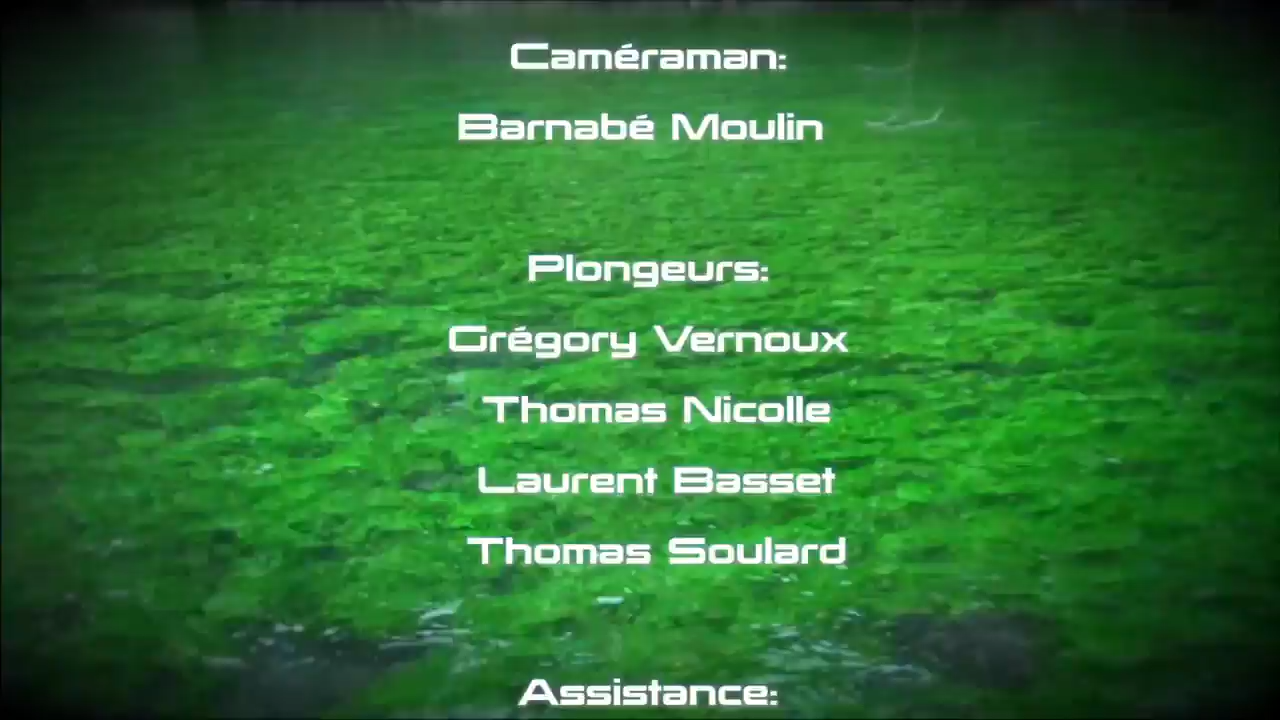 Caméraman:
Barnabé Moulin
Plongeurs:
Grégory Vernoux
Thomas Nicolle
Laurent Basset
Thomas Soulard
Assistance: